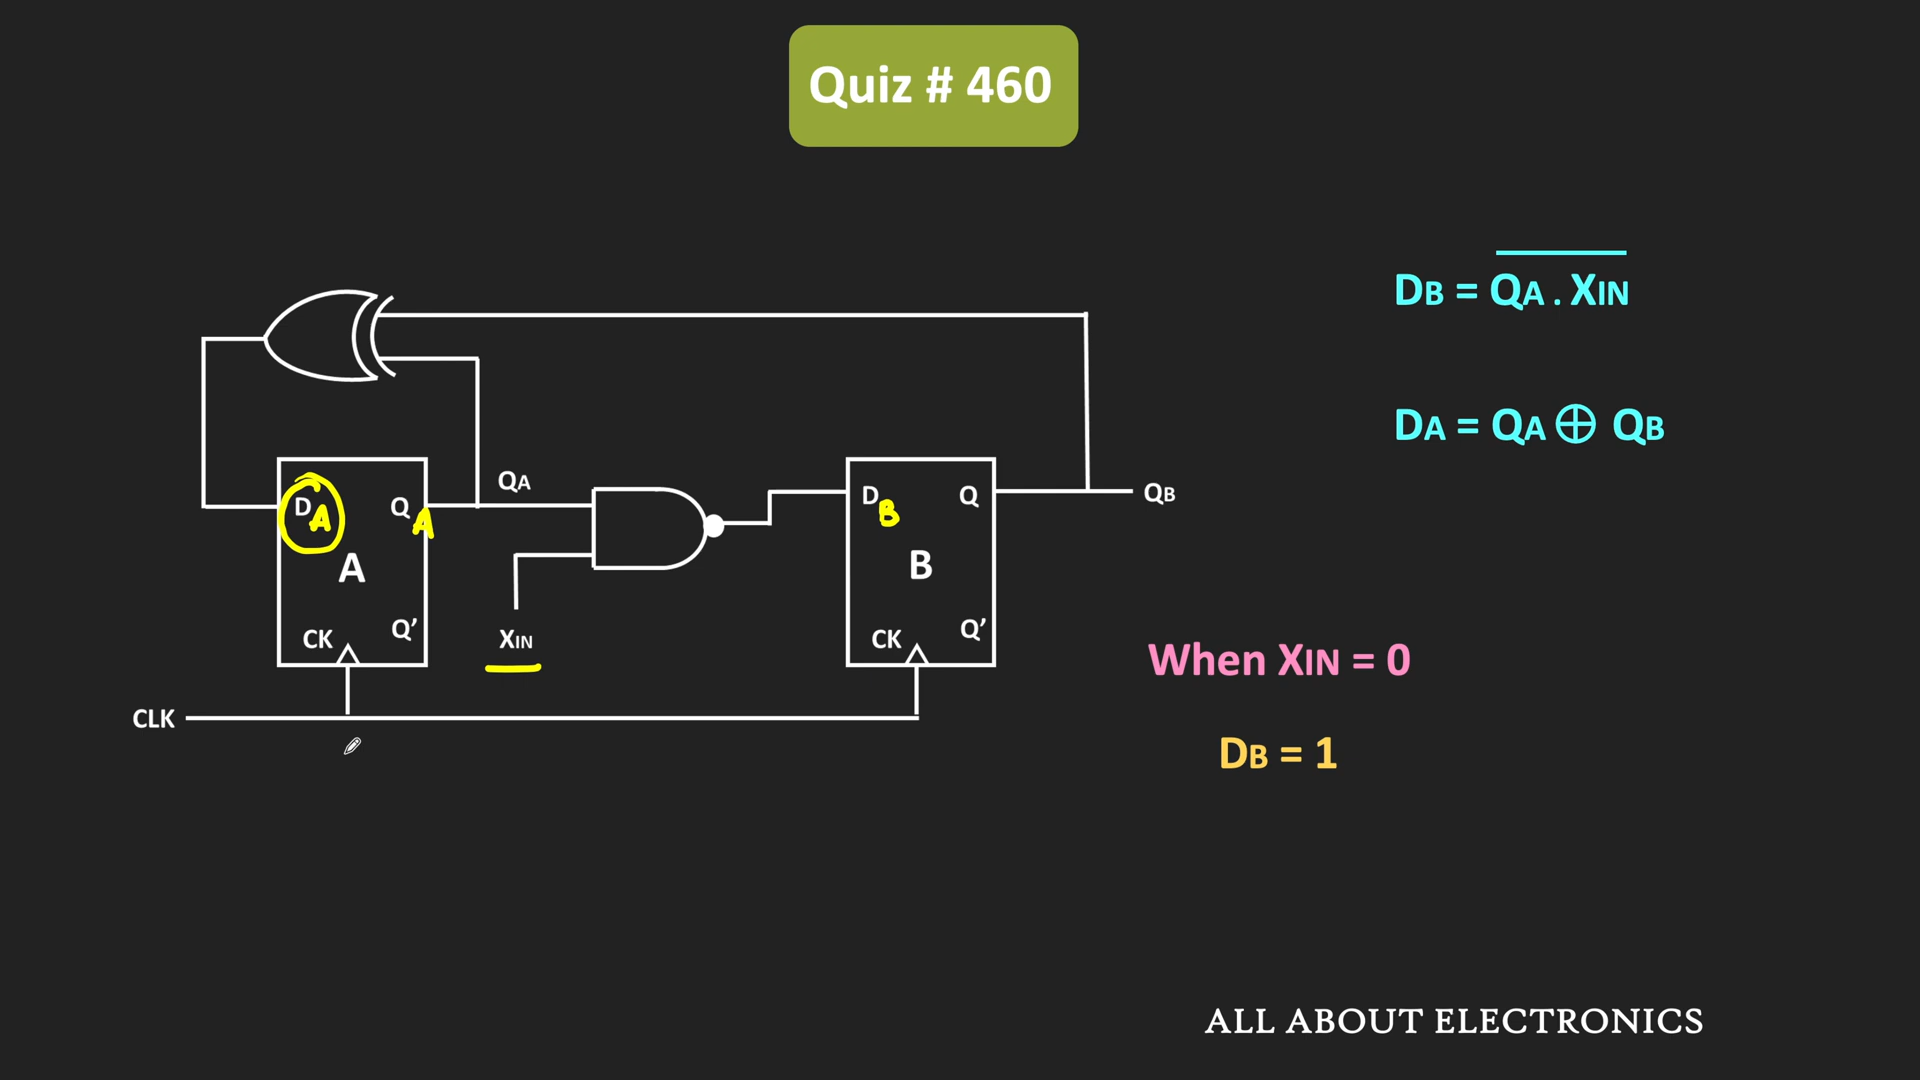 Quiz # 460
DB = QA . XIN
DA = QA ⊕ QB
QA
D
A
Q
A
A
CK
Q’
XIN
D
B
Q
B
CK
Q’
QB
CLK
When XIN = 0
DB = 1
ALL ABOUT ELECTRONICS